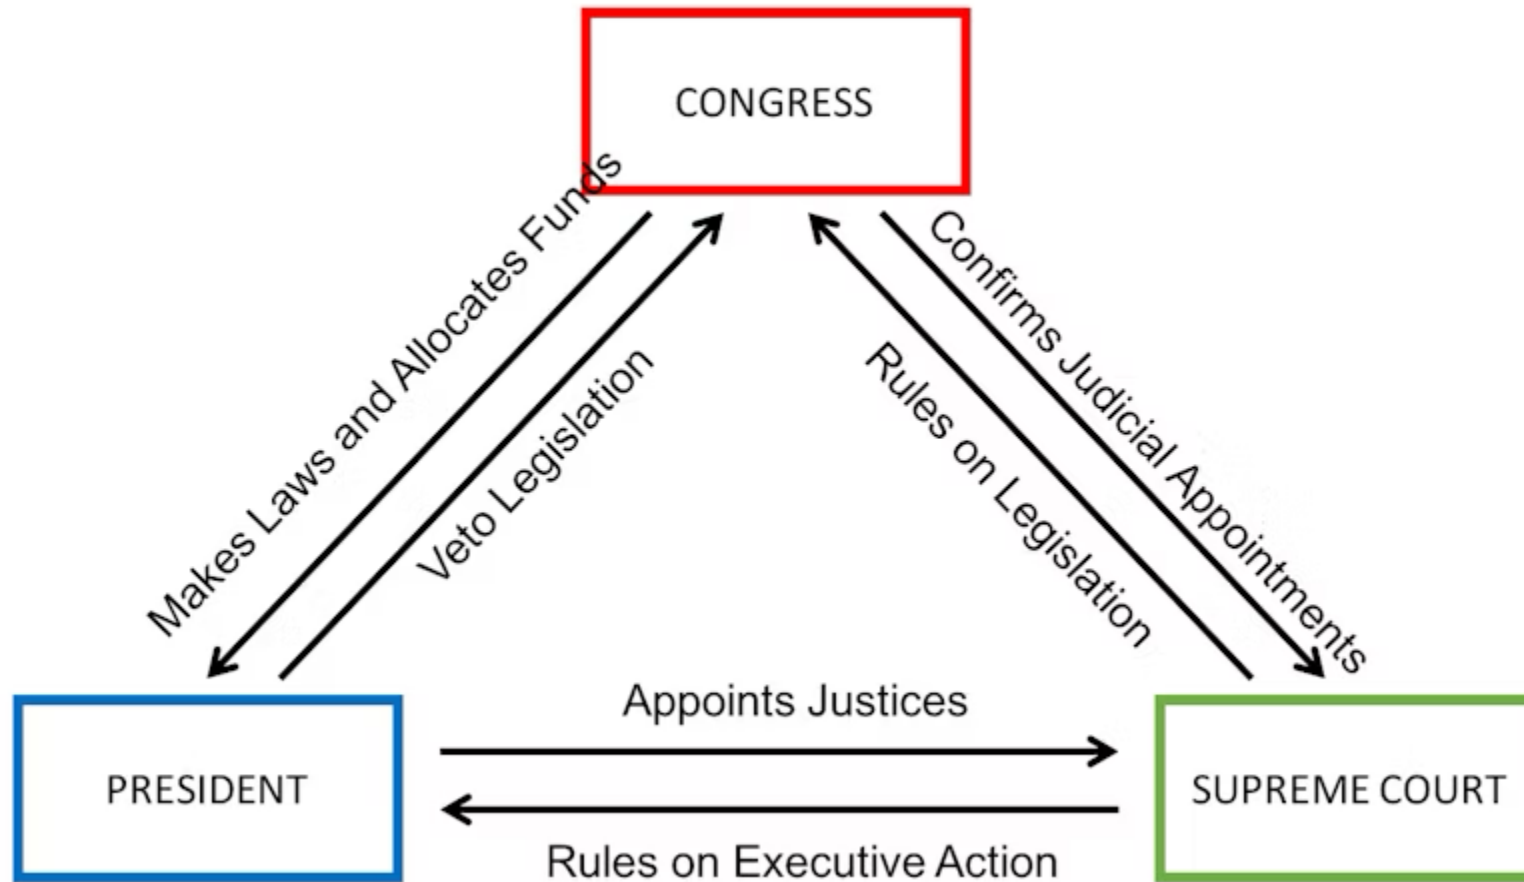 CONGRESS
Makes Laws and Allocates Funds
Veto Legislation
Rules on Legislation
Confirms Judicial Appointments
PRESIDENT
Appoints Justices
Rules on Executive Action
SUPREME COURT